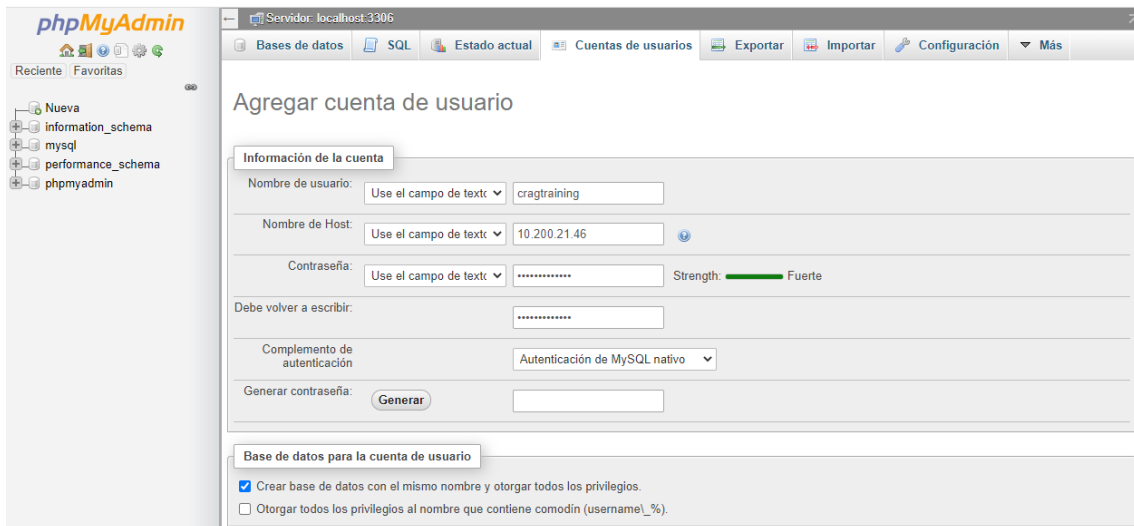 phpMyAdmin
Reciente Favoritas
Nueva
information_schema
mysql
performance_schema
phpmyadmin
Servidor: localhost:3306
Bases de datos SQL Estado actual Cuentas de usuarios Exportar Importar Configuración Más
Agregar cuenta de usuario
Información de la cuenta
Nombre de usuario: Use el campo de texto cragtraining
Nombre de Host: Use el campo de texto 10.200.21.46
Contraseña: Use el campo de texto ************* Strength: Fuerte
Debe volver a escribir: *************
Complemento de
autenticación Autenticación de MySQL nativo
Generar contraseña: Generar
Base de datos para la cuenta de usuario
Crear base de datos con el mismo nombre y otorgar todos los privilegios.
Otorgar todos los privilegios al nombre que contiene comodín (username\_%).